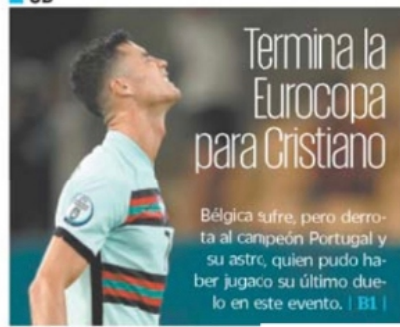 Termina la
Eurocopa
para Cristiano
Bélgica sufre, pero derro-
ta al campeón Portugal y
su astro, quien pudo ha-
ber jugaco su último due-
lo en este evento. | B1 |